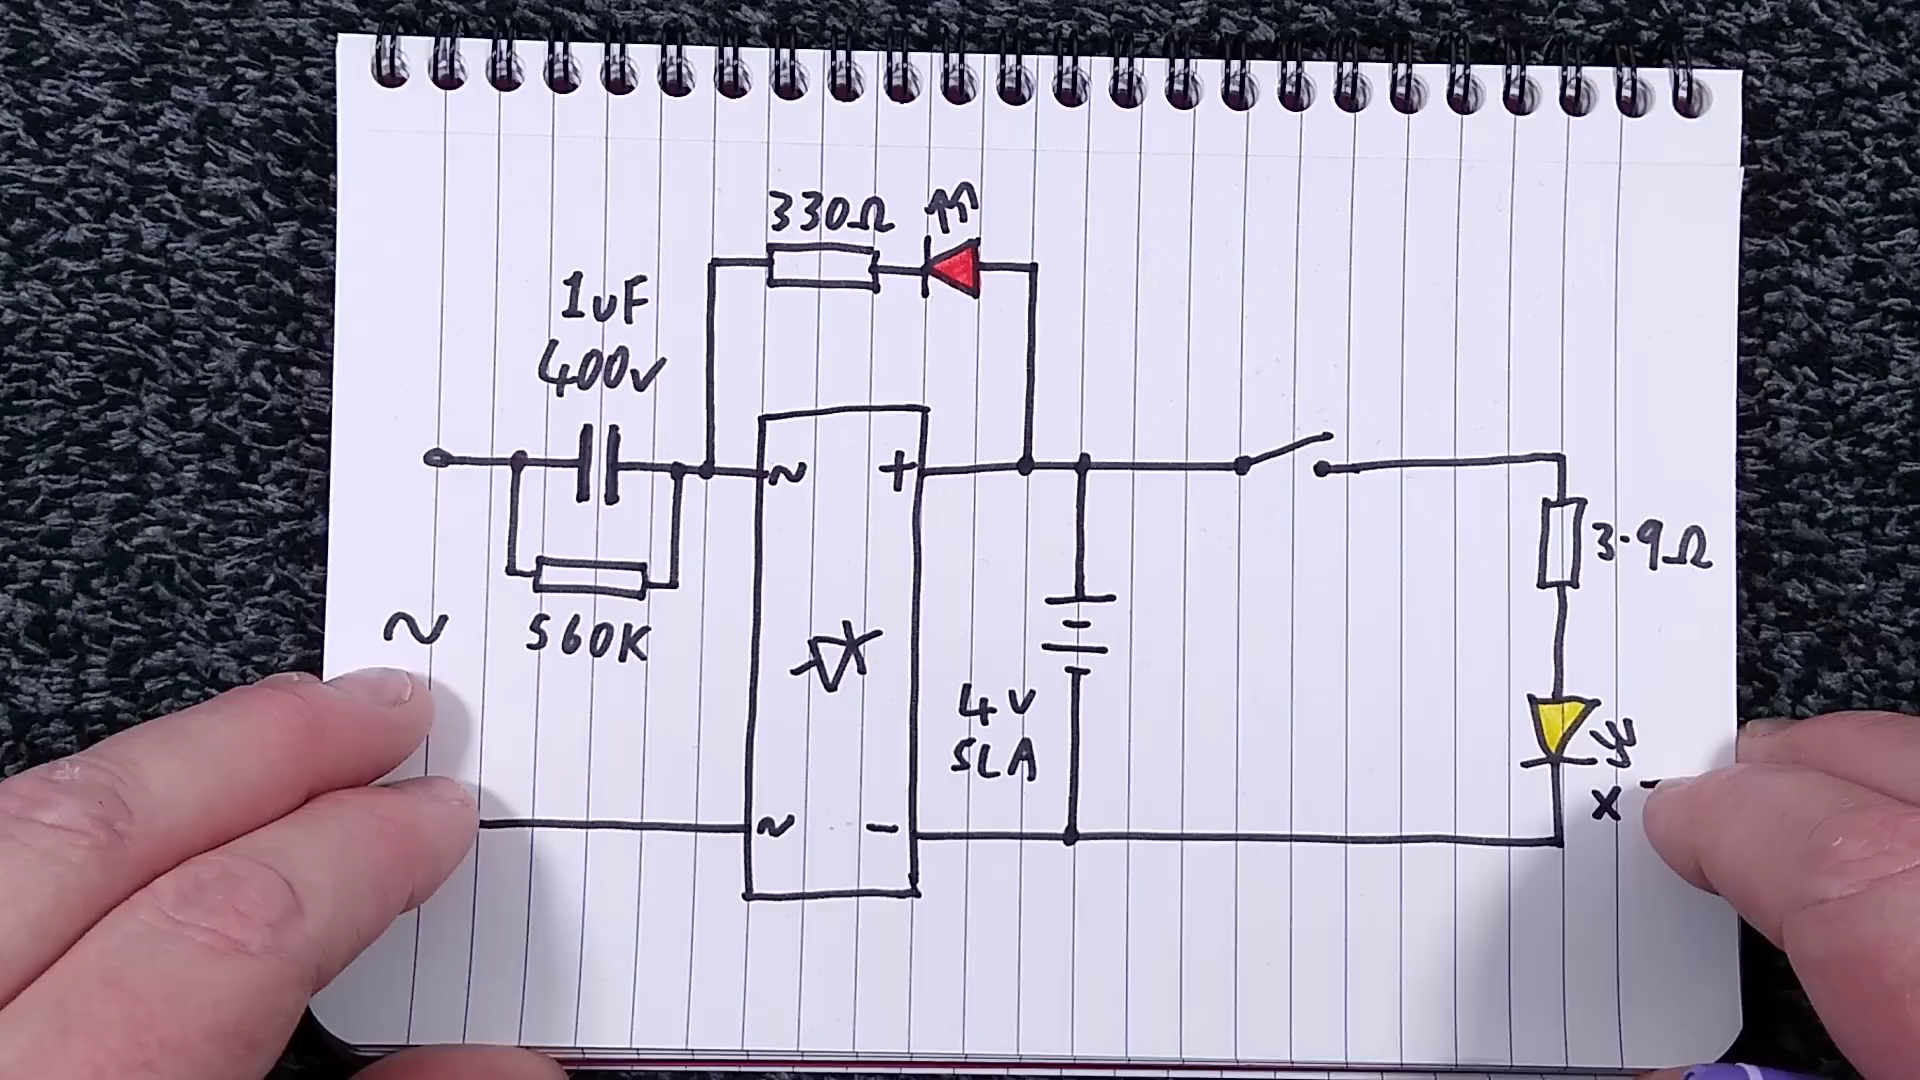 330Ω
1uF
400v
~ +
3.9Ω
~
560K
4v
SLA
x
~ −